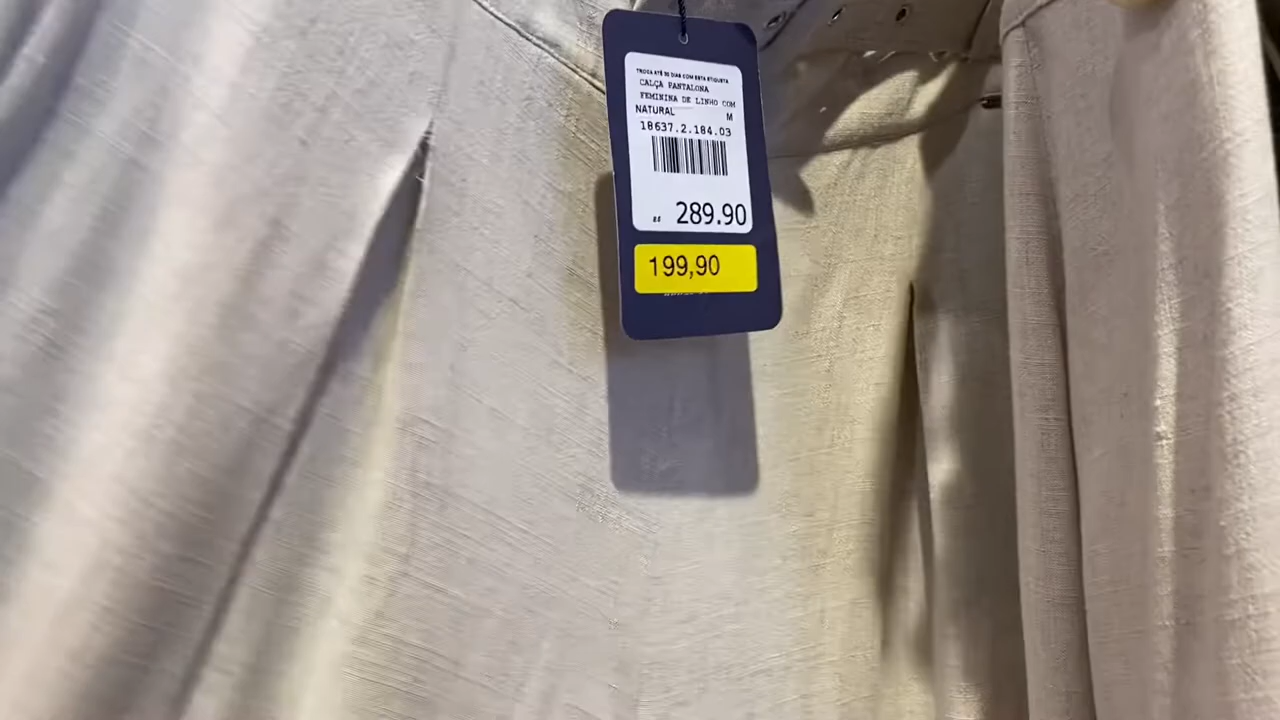 TROCA ATÉ 30 DIAS COM ESTA ETIQUETA
CALÇA PANTALONA
FEMININA DE LINHO COM
NATURAL M
18637.2.184.03
R$ 289.90
199,90